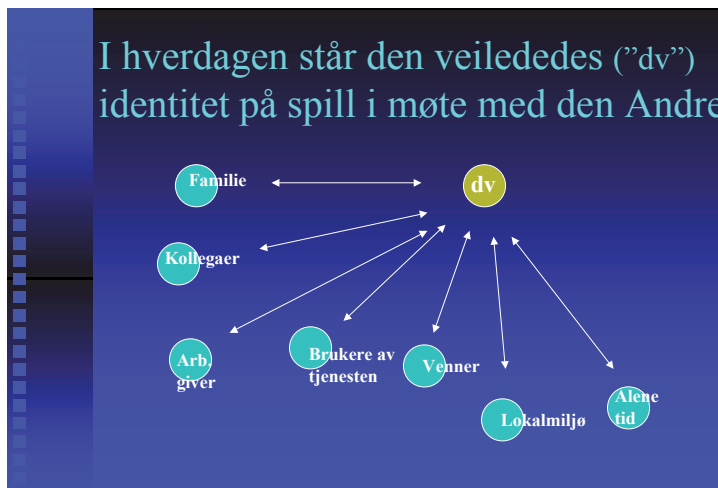 I hverdagen står den veilededes ("dv")
identitet på spill i møte med den Andre
Familie
dv
Kollegaer
Arb.
giver
Brukere av
tjenesten
Venner
Lokalmiljø
Alene
tid